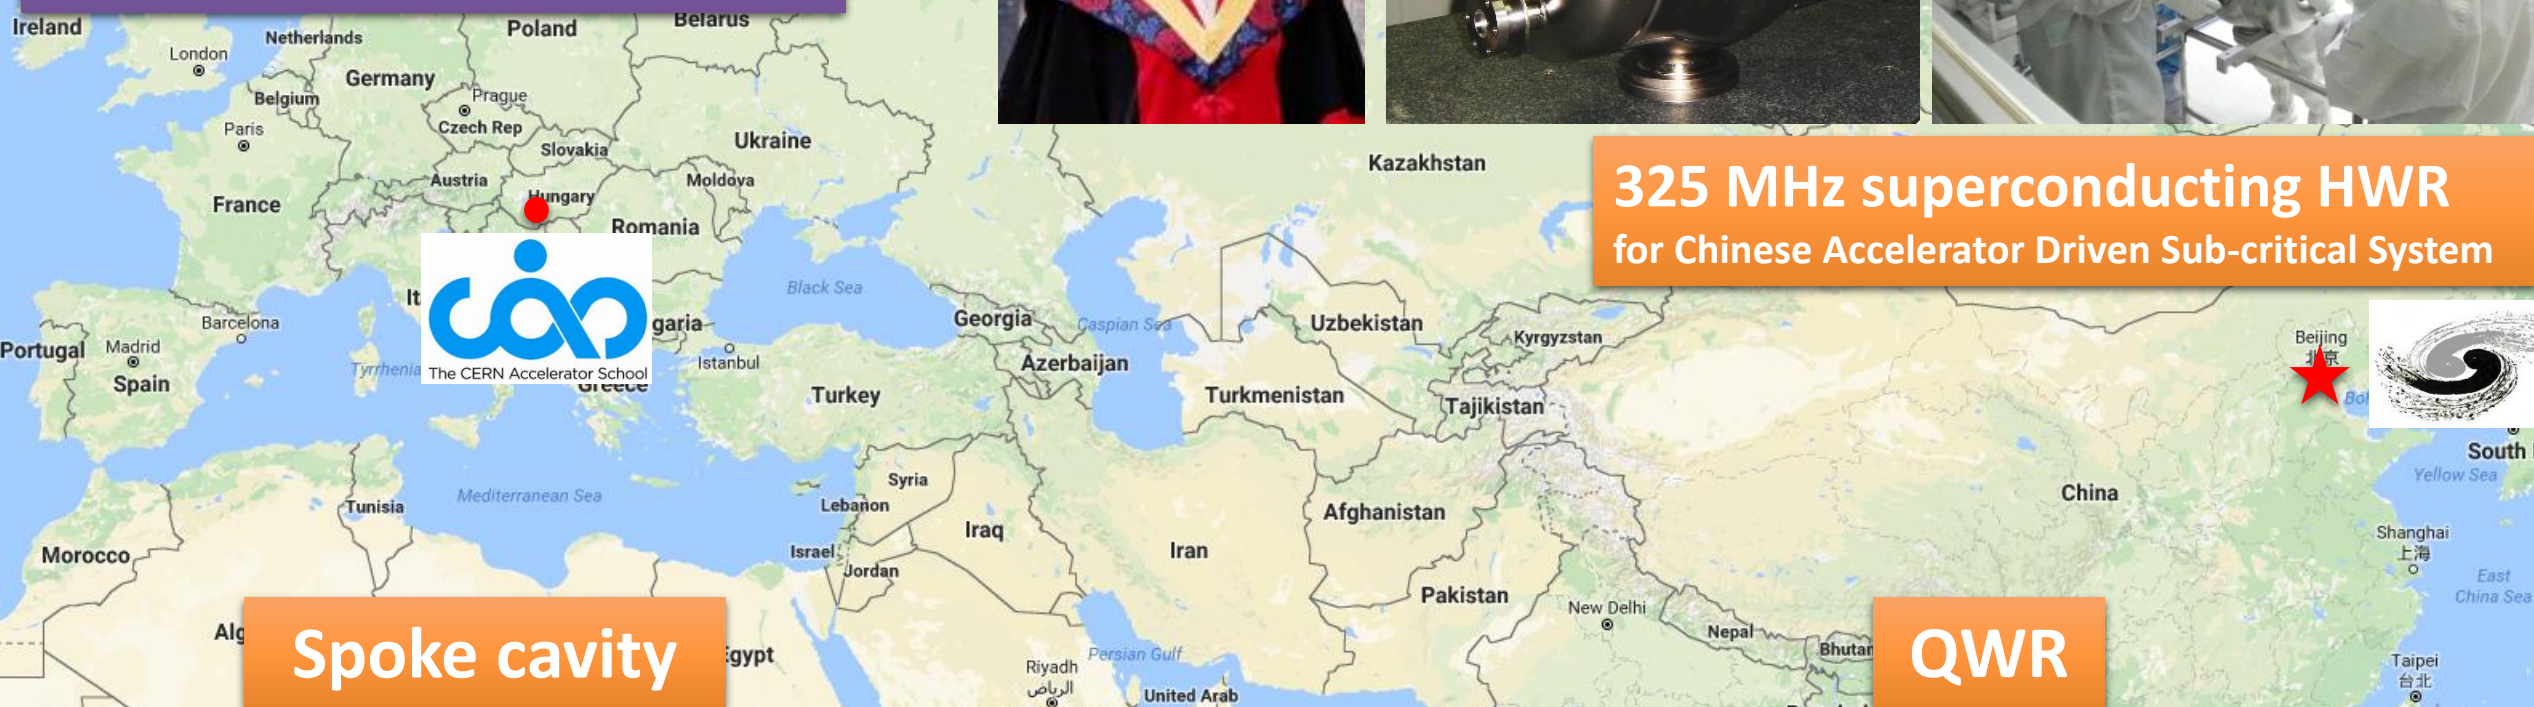 Ireland
London
Netherlands
Poland
Belarus
Germany
Belgium
Prague
Paris
Czech Rep
Slovakia
Ukraine
Kazakhstan
Austria
Moldova
Hungary
France
Romania
325 MHz superconducting HWR
for Chinese Accelerator Driven Sub-critical System
Black Sea
Barcelona
Portugal
Madrid
Spain
The CERN Accelerator School
Istanbul
Greece
Georgia
Caspian Sea
Azerbaijan
Turkey
Uzbekistan
Kyrgyzstan
Turkmenistan
Tajikistan
Beijing
北京
South
Yellow Sea
Tunisia
Mediterranean Sea
Syria
Lebanon
Iraq
Afghanistan
China
Morocco
Israel
Jordan
Iran
Pakistan
Shanghai
上海
East
China Sea
New Delhi
Nepal
Spoke cavity
Riyadh
الرياض
Persian Gulf
United Arab
QWR
Taipei
台北